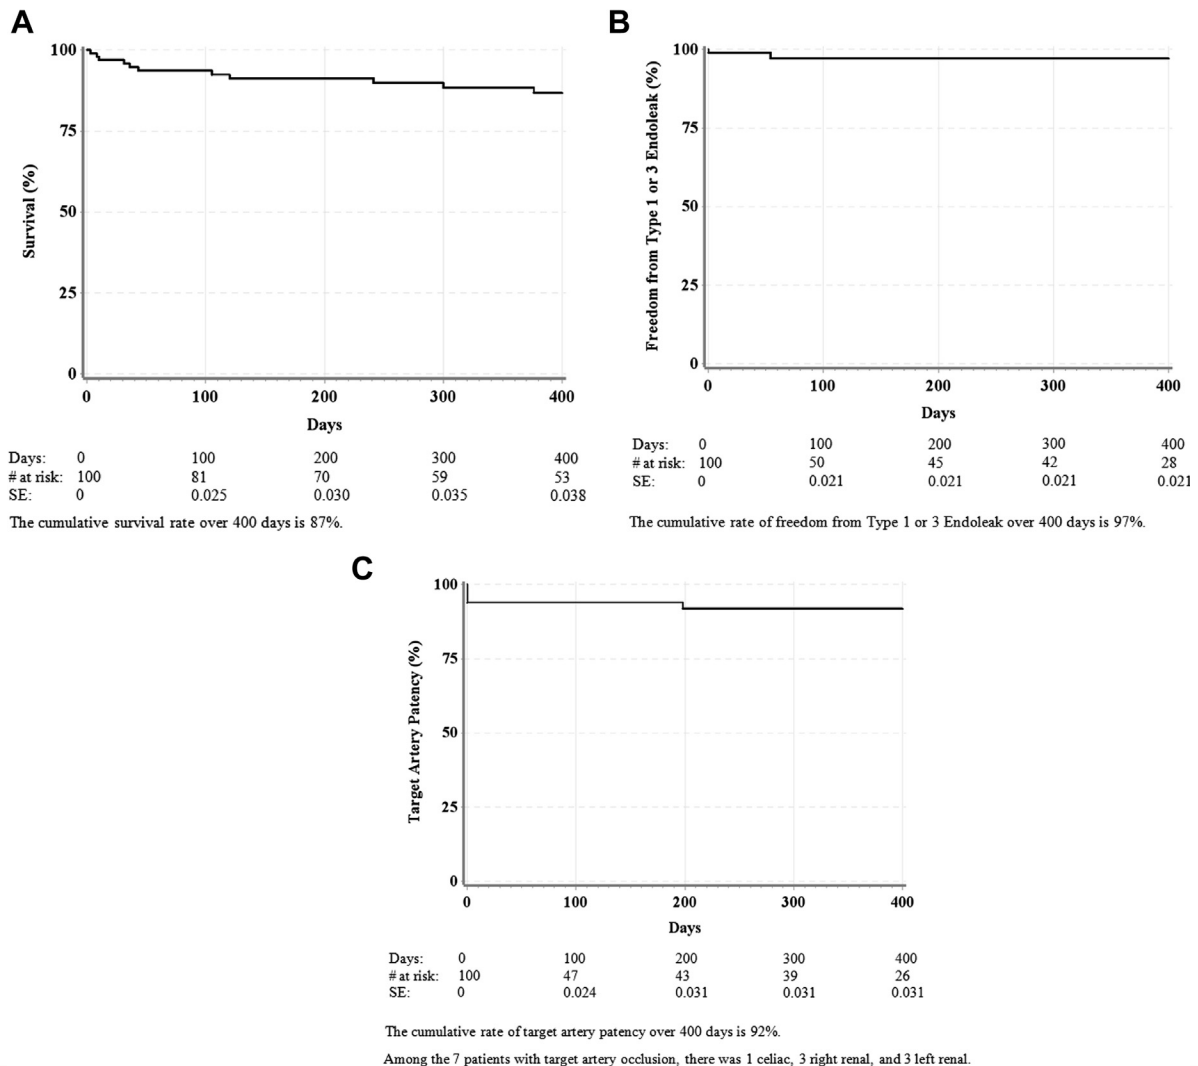 A
Survival (%)
100
75
50
25
0
0 100 200 300 400
Days
Days: 0 100 200 300 400
# at risk: 100 81 70 59 53
SE: 0 0.025 0.030 0.035 0.038
The cumulative survival rate over 400 days is 87%.
B
Freedom from Type 1 or 3 Endoleak (%)
100
75
50
25
0
0 100 200 300 400
Days
Days: 0 100 200 300 400
# at risk: 100 50 45 42 28
SE: 0 0.021 0.021 0.021 0.021
The cumulative rate of freedom from Type 1 or 3 Endoleak over 400 days is 97%.
C
Target Artery Patency (%)
100
75
50
25
0
0 100 200 300 400
Days
Days: 0 100 200 300 400
# at risk: 100 47 43 39 26
SE: 0 0.024 0.031 0.031 0.031
The cumulative rate of target artery patency over 400 days is 92%.
Among the 7 patients with target artery occlusion, there was 1 celiac, 3 right renal, and 3 left renal.